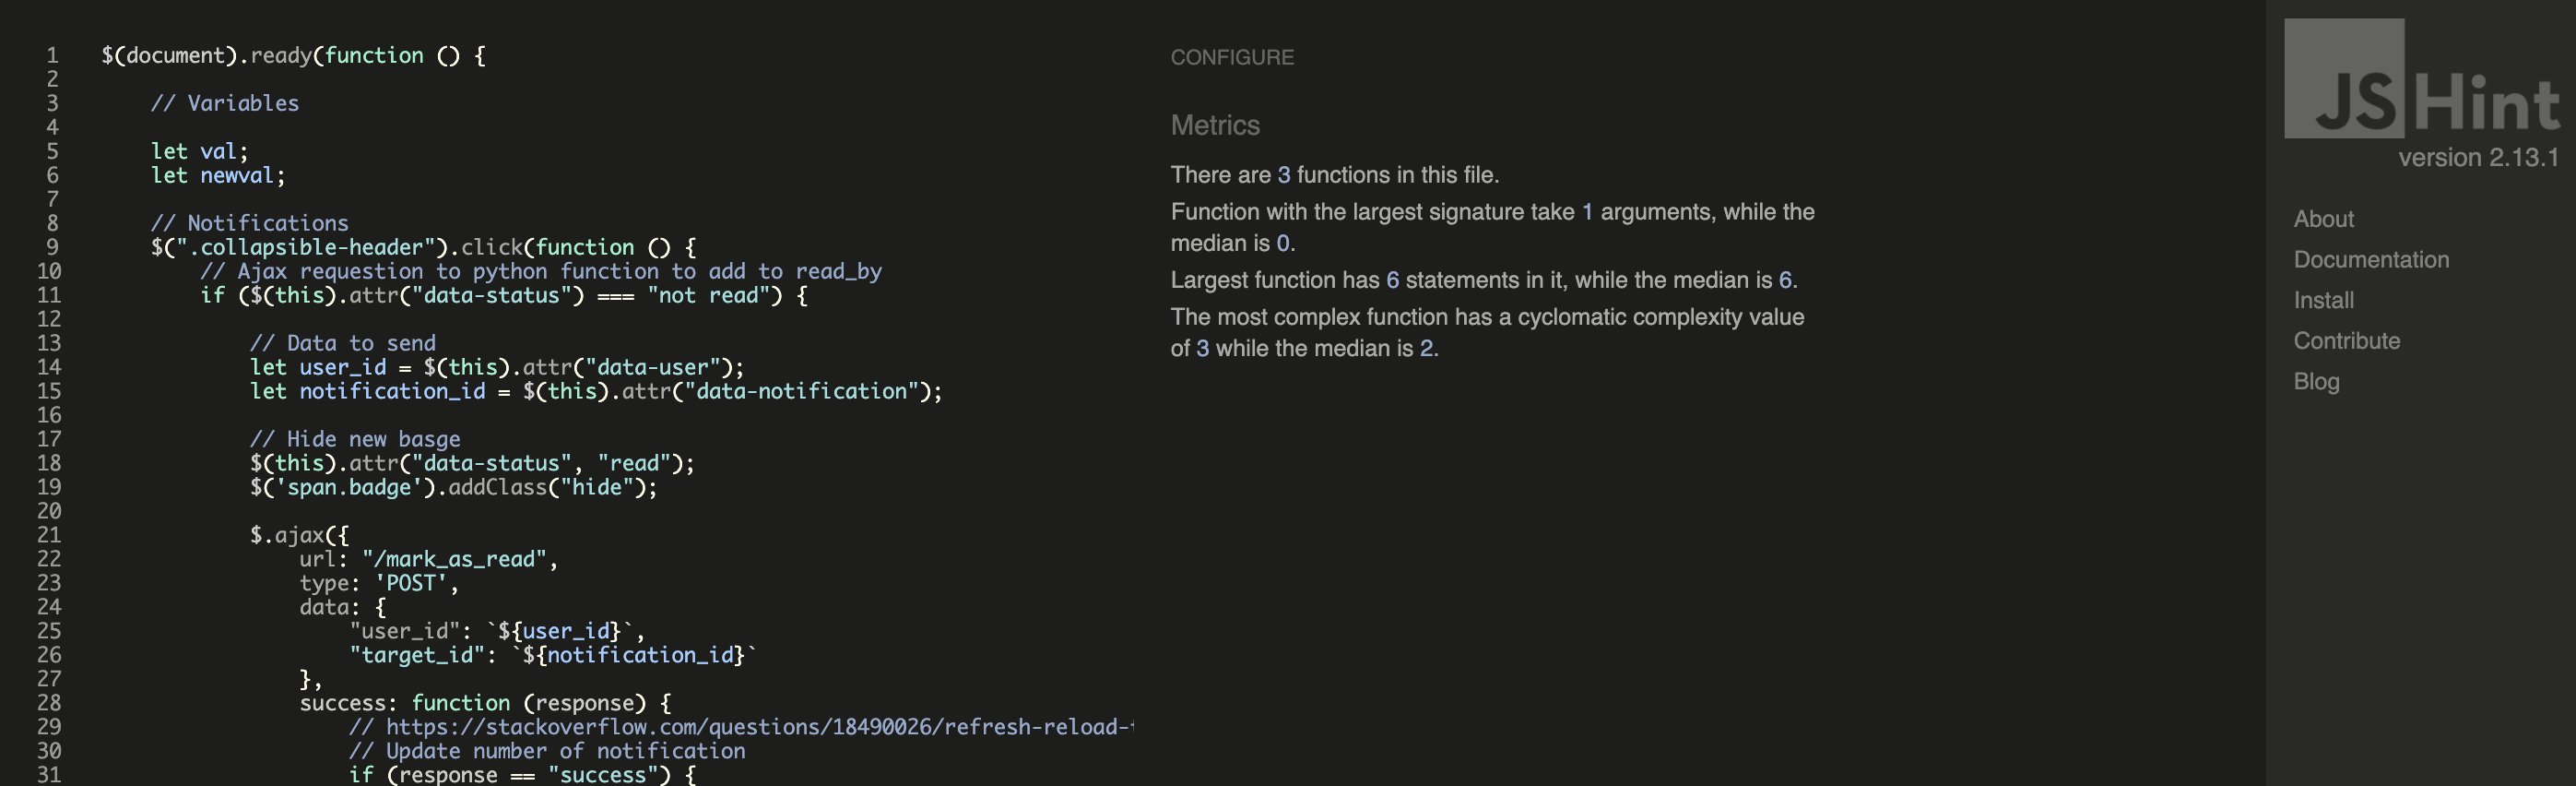 1 $(document).ready(function () {
2
3 // Variables
4
5 let val;
6 let newval;
7
8 // Notifications
9 $(".collapsible-header").click(function () {
10 // Ajax requestion to python function to add to read_by
11 if ($(this).attr("data-status") === "not read") {
12
13 // Data to send
14 let user_id = $(this).attr("data-user");
15 let notification_id = $(this).attr("data-notification");
16
17 // Hide new basge
18 $(this).attr("data-status", "read");
19 $('span.badge').addClass("hide");
20
21 $.ajax({
22 url: "/mark_as_read",
23 type: 'POST',
24 data: {
25 "user_id": `${user_id}`,
26 "target_id": `${notification_id}`
27 },
28 success: function (response) {
29 // https://stackoverflow.com/questions/18490026/refresh-reload-
30 // Update number of notification
31 if (response == "success") {
CONFIGURE
Metrics
There are 3 functions in this file.
Function with the largest signature take 1 arguments, while the
median is 0.
Largest function has 6 statements in it, while the median is 6.
The most complex function has a cyclomatic complexity value
of 3 while the median is 2.
JSHint
version 2.13.1
About
Documentation
Install
Contribute
Blog